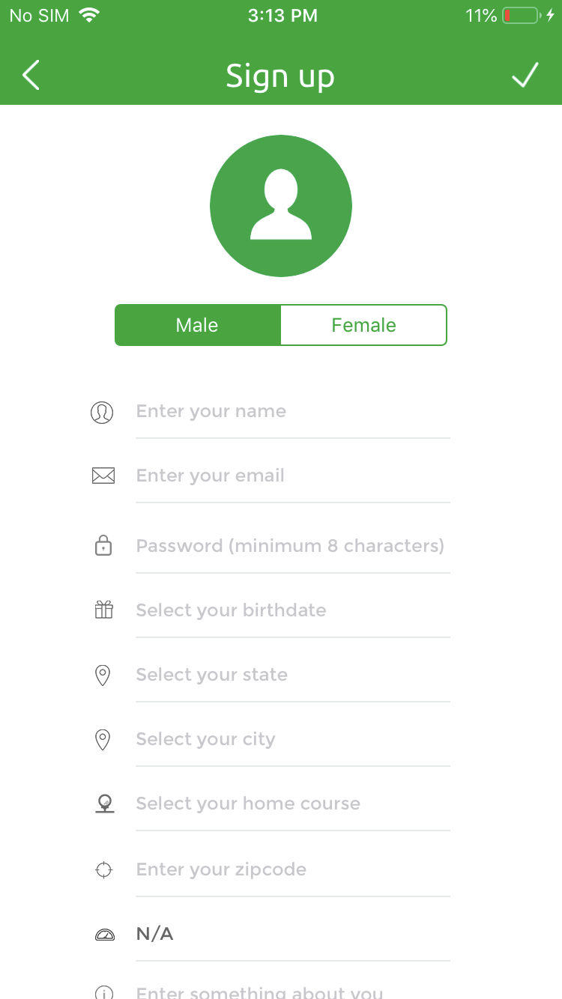 No SIM 3:13 PM 11%
Sign up
Male Female
Enter your name
Enter your email
Password (minimum 8 characters)
Select your birthdate
Select your state
Select your city
Select your home course
Enter your zipcode
N/A
Enter something about you